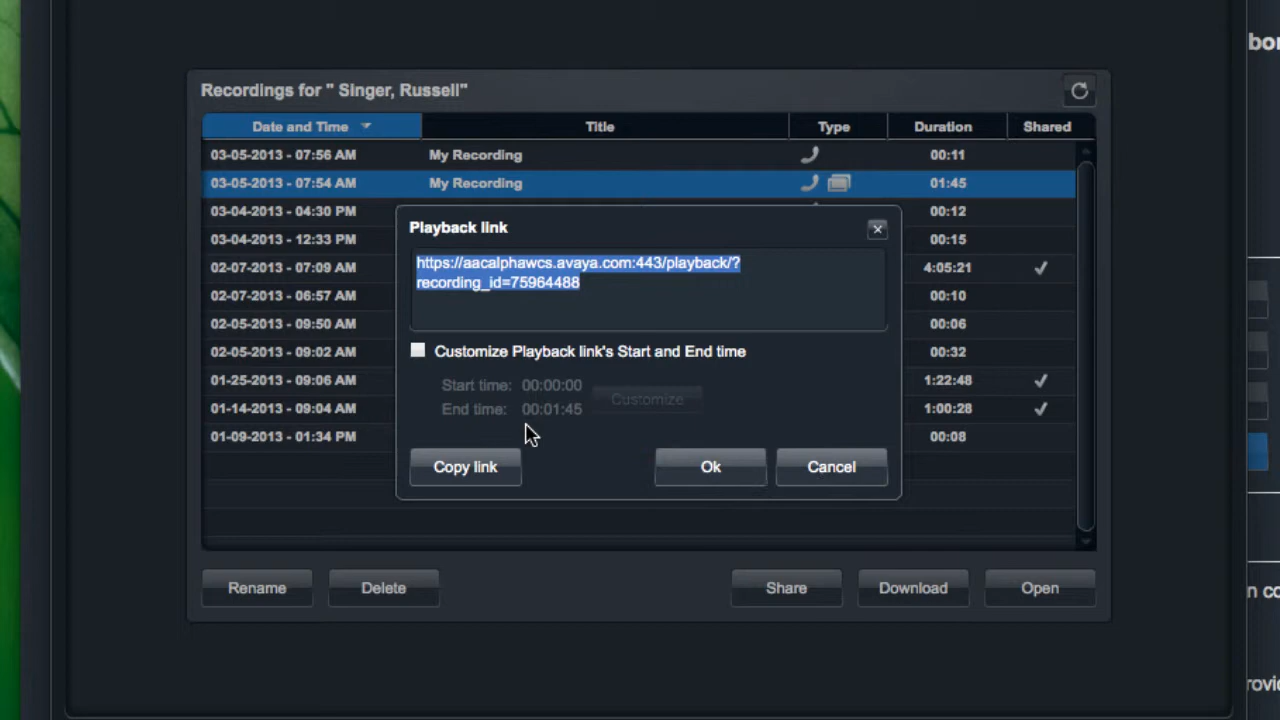 Recordings for " Singer, Russell"
Date and Time Title Type Duration Shared
03-05-2013 - 07:56 AM My Recording 00:11
03-05-2013 - 07:54 AM My Recording 01:45
03-04-2013 - 04:30 PM 00:12
03-04-2013 - 12:33 PM 00:15
02-07-2013 - 07:09 AM 4:05:21
02-07-2013 - 06:57 AM 00:10
02-05-2013 - 09:50 AM 00:06
02-05-2013 - 09:02 AM 00:32
01-25-2013 - 09:06 AM 1:22:48
01-14-2013 - 09:04 AM 1:00:28
01-09-2013 - 01:34 PM 00:08
Playback link
https://aacalphawcs.avaya.com:443/playback/?
recording_id=75964488
Customize Playback link's Start and End time
Start time: 00:00:00
End time: 00:01:45
Customize
Copy link Ok Cancel
Rename Delete Share Download Open